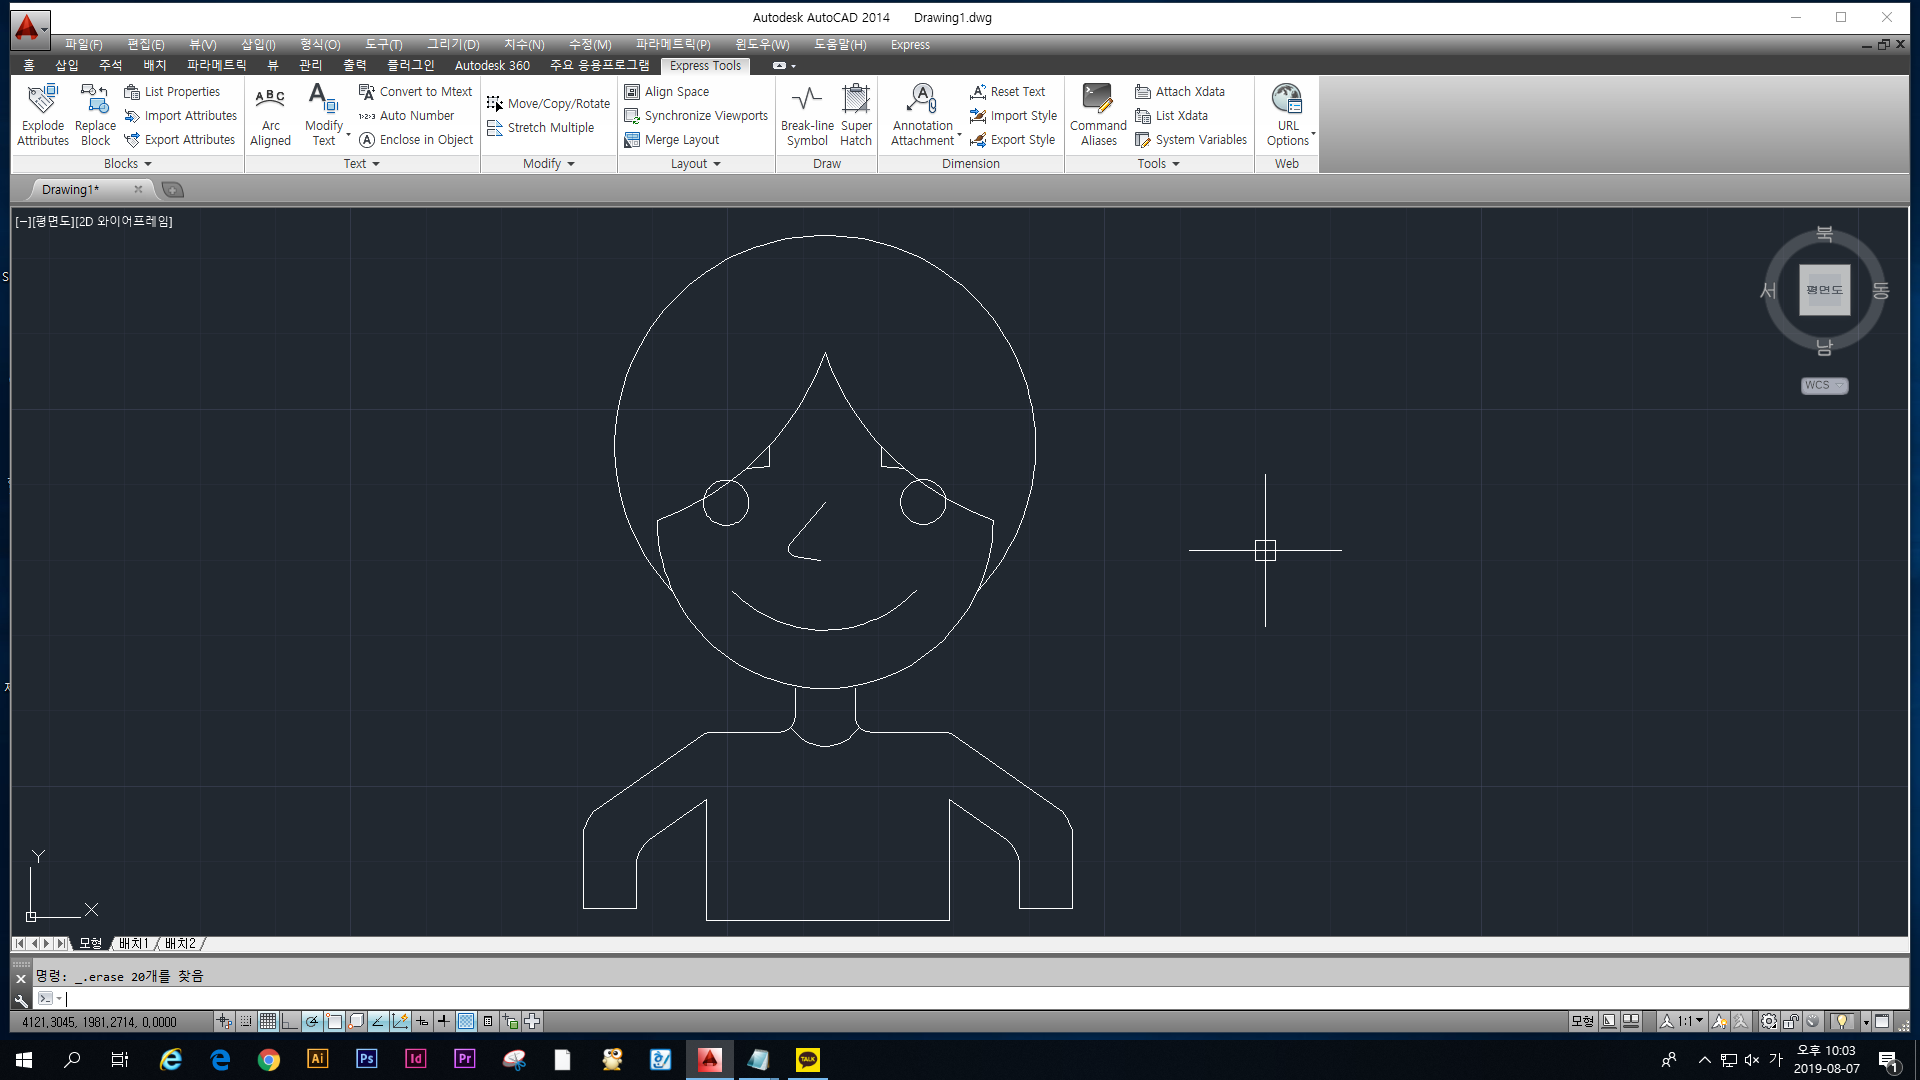 Autodesk AutoCAD 2014 Drawing1.dwg
파일(F) 편집(E) 뷰(V) 삽입(I) 형식(O) 도구(T) 그리기(D) 치수(N) 수정(M) 파라메트릭(P) 윈도우(W) 도움말(H) Express
홈 삽입 주석 배치 파라메트릭 뷰 관리 출력 플러그인 Autodesk 360 주요 응용프로그램 Express Tools
Explode Attributes
Replace Block
List Properties
Import Attributes
Export Attributes
Blocks
ABC
Arc Aligned
Modify Text
Convert to Mtext
Auto Number
Enclose in Object
Text
Move/Copy/Rotate
Stretch Multiple
Modify
Align Space
Synchronize Viewports
Merge Layout
Layout
Break-line Symbol
Super Hatch
Draw
Annotation Attachment
Reset Text
Import Style
Export Style
Dimension
Command Aliases
Attach Xdata
List Xdata
System Variables
Tools
URL Options
Web
Drawing1*
[−][평면도][2D 와이어프레임]
북
서 평면도 동
남
WCS
Y
X
모형 배치1 배치2
명령: _.erase 20개를 찾음
4121,3045, 1981,2714, 0,0000
모형 1:1
Ai Ps Id Pr TALK
가 오후 10:03
2019-08-07
1